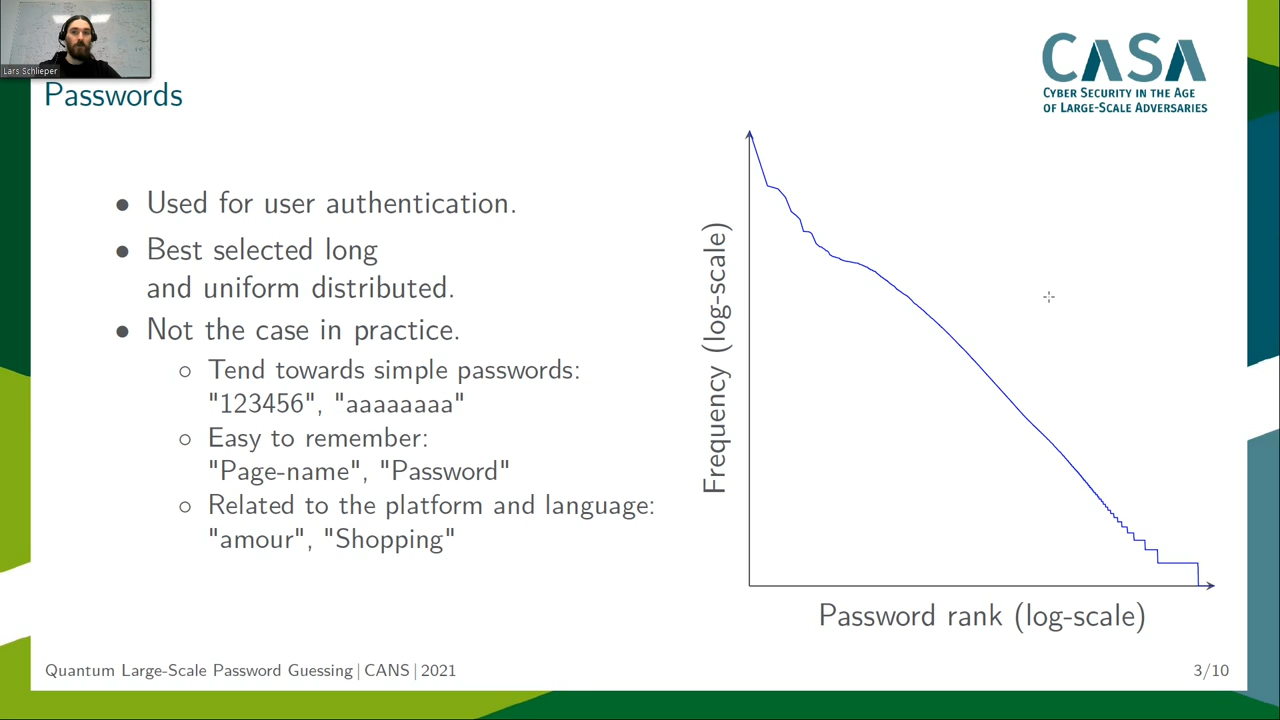 Lars Schlieper
Passwords
CASA
CYBER SECURITY IN THE AGE
OF LARGE-SCALE ADVERSARIES
• Used for user authentication.
• Best selected long
and uniform distributed.
• Not the case in practice.
◦ Tend towards simple passwords:
"123456", "aaaaaaaa"
◦ Easy to remember:
"Page-name", "Password"
◦ Related to the platform and language:
"amour", "Shopping"
Frequency (log-scale)
Password rank (log-scale)
Quantum Large-Scale Password Guessing | CANS | 2021
3/10